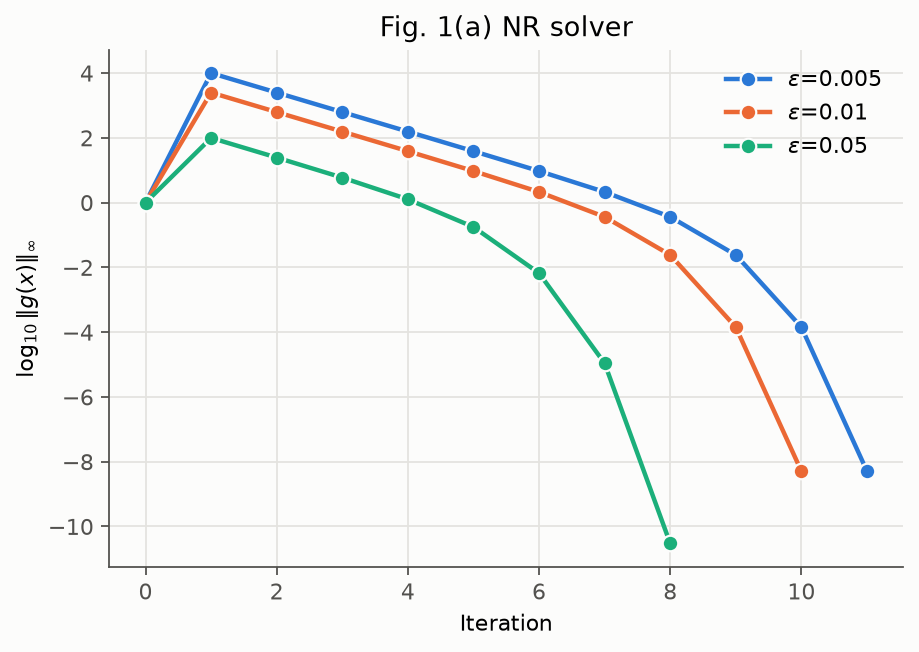 Fig. 1(a) NR solver
ε=0.005
ε=0.01
ε=0.05
log₁₀ ‖g(x)‖∞
4
2
0
−2
−4
−6
−8
−10
0 2 4 6 8 10
Iteration